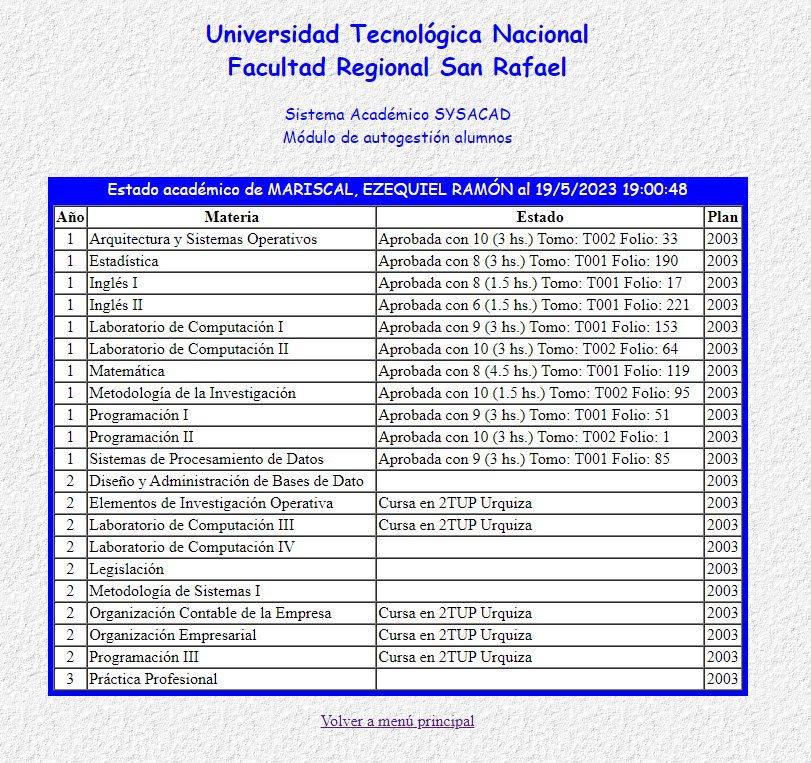 Universidad Tecnológica Nacional
Facultad Regional San Rafael
Sistema Académico SYSACAD
Módulo de autogestión alumnos
Estado académico de MARISCAL, EZEQUIEL RAMÓN al 19/5/2023 19:00:48
Año Materia Estado Plan
1 Arquitectura y Sistemas Operativos Aprobada con 10 (3 hs.) Tomo: T002 Folio: 33 2003
1 Estadística Aprobada con 8 (3 hs.) Tomo: T001 Folio: 190 2003
1 Inglés I Aprobada con 8 (1.5 hs.) Tomo: T001 Folio: 17 2003
1 Inglés II Aprobada con 6 (1.5 hs.) Tomo: T001 Folio: 221 2003
1 Laboratorio de Computación I Aprobada con 9 (3 hs.) Tomo: T001 Folio: 153 2003
1 Laboratorio de Computación II Aprobada con 10 (3 hs.) Tomo: T002 Folio: 64 2003
1 Matemática Aprobada con 8 (4.5 hs.) Tomo: T001 Folio: 119 2003
1 Metodología de la Investigación Aprobada con 10 (1.5 hs.) Tomo: T002 Folio: 95 2003
1 Programación I Aprobada con 9 (3 hs.) Tomo: T001 Folio: 51 2003
1 Programación II Aprobada con 10 (3 hs.) Tomo: T002 Folio: 1 2003
1 Sistemas de Procesamiento de Datos Aprobada con 9 (3 hs.) Tomo: T001 Folio: 85 2003
2 Diseño y Administración de Bases de Dato 2003
2 Elementos de Investigación Operativa Cursa en 2TUP Urquiza 2003
2 Laboratorio de Computación III Cursa en 2TUP Urquiza 2003
2 Laboratorio de Computación IV 2003
2 Legislación 2003
2 Metodología de Sistemas I 2003
2 Organización Contable de la Empresa Cursa en 2TUP Urquiza 2003
2 Organización Empresarial Cursa en 2TUP Urquiza 2003
2 Programación III Cursa en 2TUP Urquiza 2003
3 Práctica Profesional 2003
Volver a menú principal